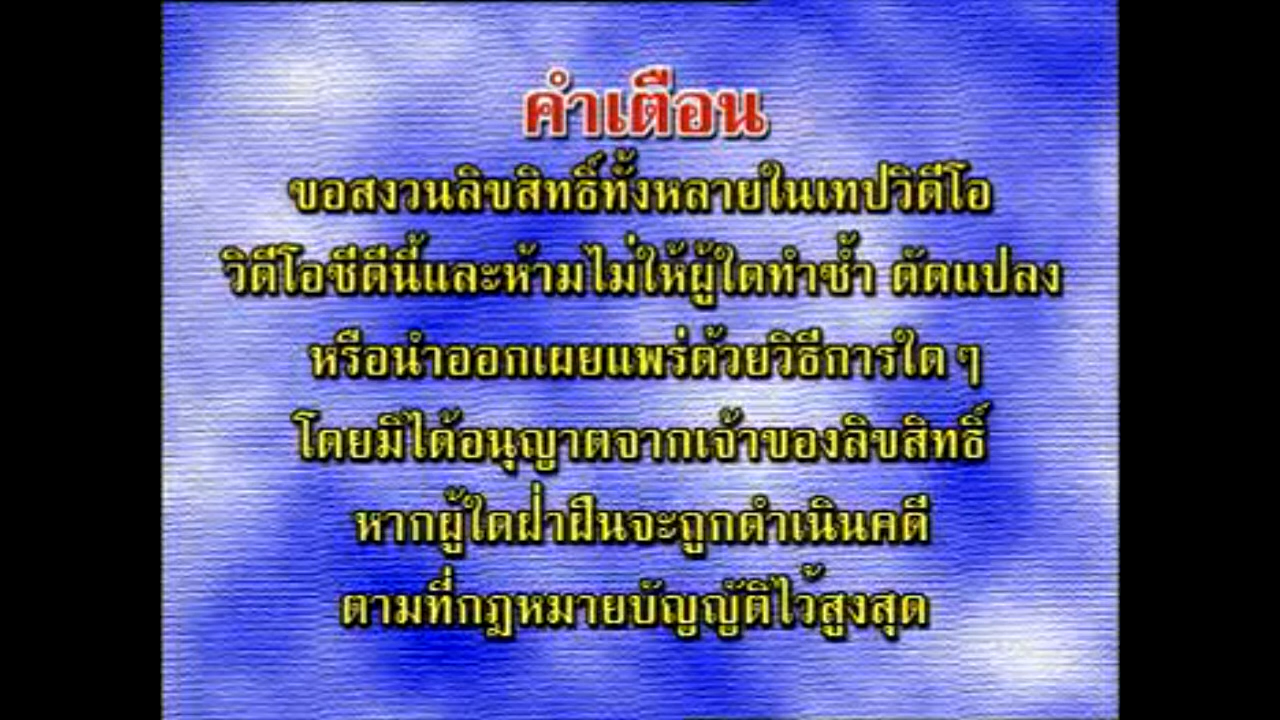 คำเตือน
ขอสงวนลิขสิทธิ์ทั้งหลายในเทปวิดีโอ
วิดีโอซีดีนี้และห้ามไม่ให้ผู้ใดทำซ้ำ ดัดแปลง
หรือนำออกเผยแพร่ด้วยวิธีการใด ๆ
โดยมิได้อนุญาตจากเจ้าของลิขสิทธิ์
หากผู้ใดฝ่าฝืนจะถูกดำเนินคดี
ตามที่กฎหมายบัญญัติไว้สูงสุด